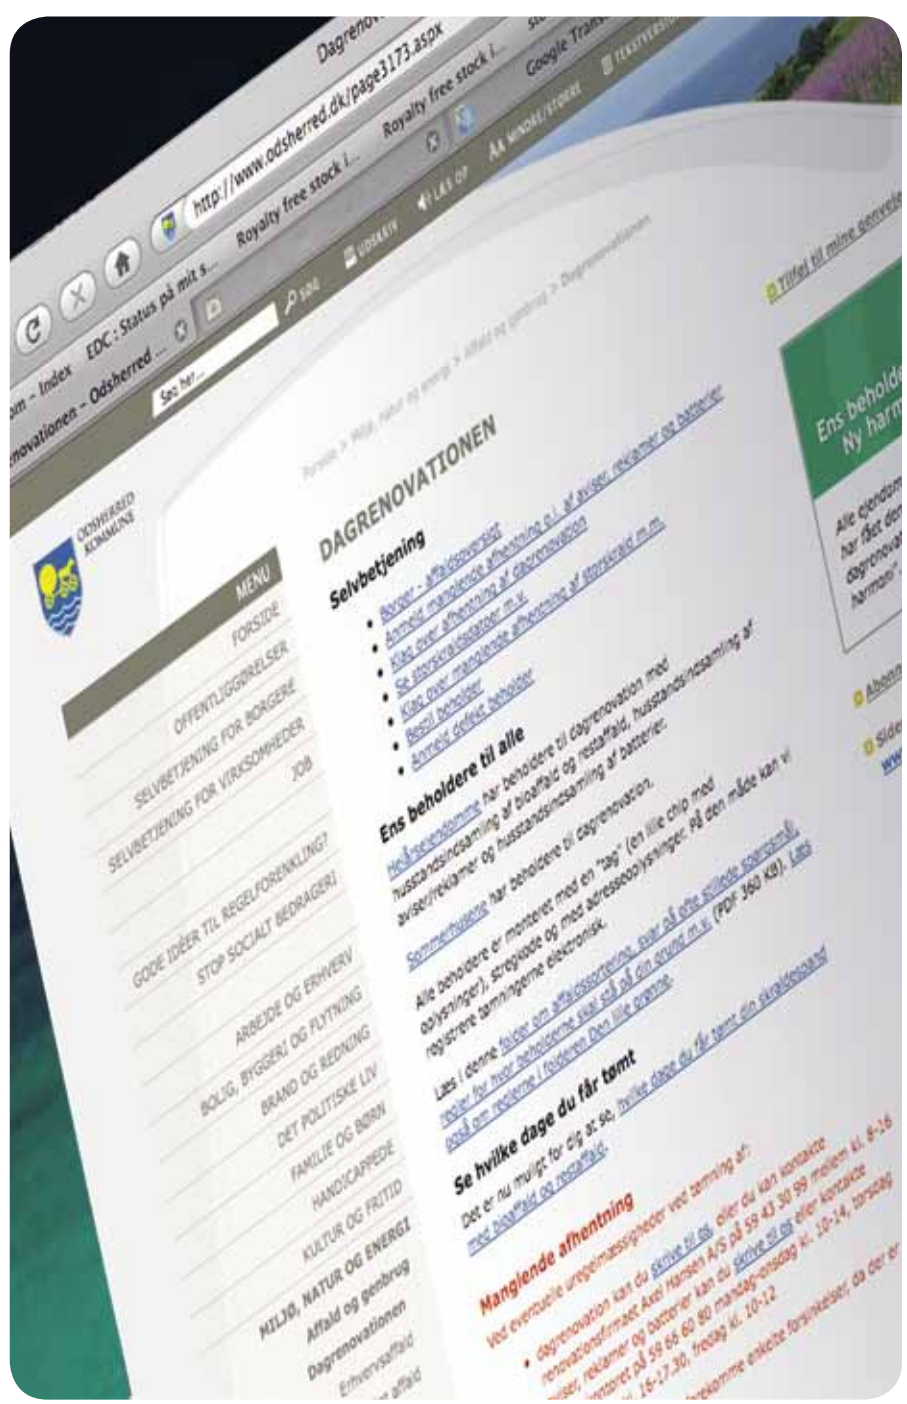 Dagrenov
http://www.odsherred.dk/page3173.aspx
Royalty free stock i...
Royalty free stock i...
Google Trans
om – Index
EDC : Status på mit s...
novationen – Odsherred ...
Søg her...
SØG
UDSKRIV
LÆS OP
AA MINDRE/STØRRE
TEKSTVERSION
Forside > Miljø, natur og energi > Affald og genbrug > Dagrenovationen
Tilføj til mine genveje
ODSHERRED
KOMMUNE
MENU
FORSIDE
OFFENTLIGGØRELSER
SELVBETJENING FOR BORGERE
SELVBETJENING FOR VIRKSOMHEDER
JOB
GODE IDÉER TIL REGELFORENKLING?
STOP SOCIALT BEDRAGERI
ARBEJDE OG ERHVERV
BOLIG, BYGGERI OG FLYTNING
BRAND OG REDNING
DET POLITISKE LIV
FAMILIE OG BØRN
HANDICAPPEDE
KULTUR OG FRITID
MILJØ, NATUR OG ENERGI
Affald og genbrug
Dagrenovationen
Erhvervsaffald
affald
DAGRENOVATIONEN
Selvbetjening
• Borger - affaldsoversigt
• Anmeld manglende afhentning o.l. af aviser, reklamer og batterier
• Klag over afhentning af dagrenovation
• Se storskraldsdatoer m.v.
• Klag over manglende afhentning af storskrald m.m.
• Bestil beholder
• Anmeld defekt beholder
Ens beholdere til alle
Helårsejendomme har beholdere til dagrenovation med
husstandsindsamling af bioaffald og restaffald, husstandsindsamling af
aviser/reklamer og husstandsindsamling af batterier.
Sommerhusene har beholdere til dagrenovation.
Alle beholdere er monteret med en "tag" (en lille chip med
oplysninger), stregkode og med adresseoplysninger. På den måde kan vi
registrere tømningerne elektronisk.
Læs i denne folder om affaldssortering, svar på ofte stillede spørgsmål,
regler for hvor beholderne skal stå på din grund m.v. (PDF 360 KB). Læs
også om reglerne i folderen Den lille grønne.
Se hvilke dage du får tømt
Det er nu muligt for dig at se, hvilke dage du får tømt din skraldespand
med bioaffald og restaffald.
Manglende afhentning
Ved eventuelle uregelmæssigheder ved tømning af:
• dagrenovation kan du skrive til os, eller du kan kontakte
renovationsfirmaet Axel Hansen A/S på 59 43 30 99 mellem kl. 8-16
viser, reklamer og batterier kan du skrive til os eller kontakte
ontoret på 59 66 60 80 mandag-onsdag kl. 10-14, torsdag
kl. 16-17.30, fredag kl. 10-12
orekomme enkelte forsinkelser, da der er
Ens beholde
Ny harm
Alle ejendom
har fået den
dagrenovat
harmoni" -
Abonn
Side
www